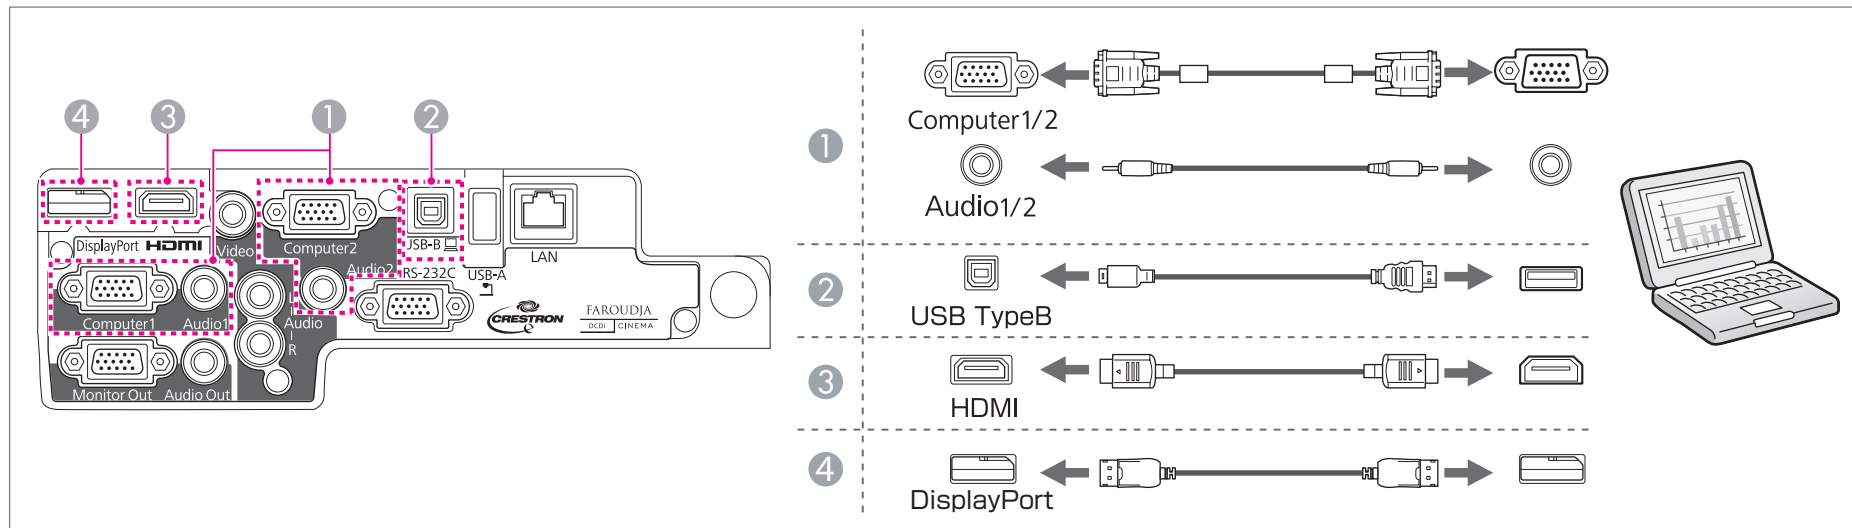 4
3
1
2
DisplayPort
HDMI
Video
Computer2
USB-B
LAN
Audio2
RS-232C
USB-A
Computer1
Audio1
L
Audio
R
CRESTRON
e
FAROUDJA
DCDi CINEMA
Monitor Out
Audio Out
1
Computer1/2
Audio1/2
2
USB TypeB
3
HDMI
4
DisplayPort